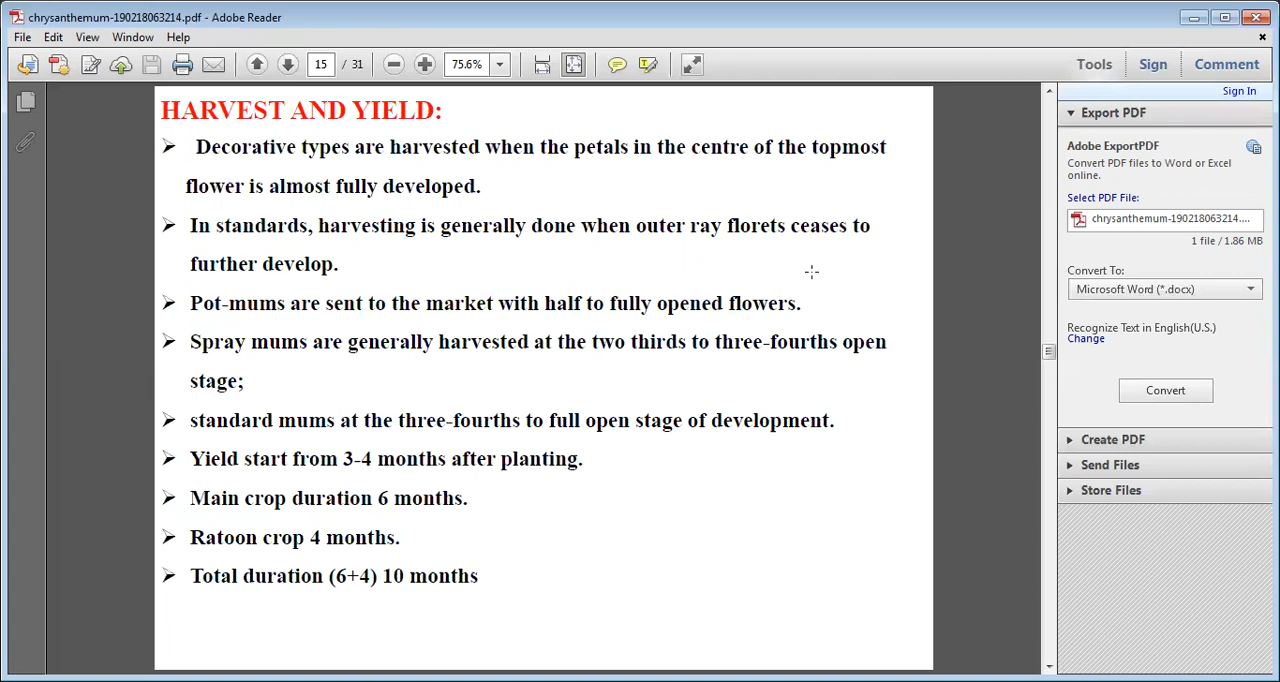 chrysanthemum-190218063214.pdf - Adobe Reader
File Edit View Window Help
15 / 31 75.6% Tools Sign Comment
Sign In
HARVEST AND YIELD:
➢ Decorative types are harvested when the petals in the centre of the topmost
flower is almost fully developed.
➢ In standards, harvesting is generally done when outer ray florets ceases to
further develop.
➢ Pot-mums are sent to the market with half to fully opened flowers.
➢ Spray mums are generally harvested at the two thirds to three-fourths open
stage;
➢ standard mums at the three-fourths to full open stage of development.
➢ Yield start from 3-4 months after planting.
➢ Main crop duration 6 months.
➢ Ratoon crop 4 months.
➢ Total duration (6+4) 10 months
Export PDF
Adobe ExportPDF
Convert PDF files to Word or Excel
online.
Select PDF File:
chrysanthemum-190218063214....
1 file / 1.86 MB
Convert To:
Microsoft Word (*.docx)
Recognize Text in English(U.S.)
Change
Convert
Create PDF
Send Files
Store Files